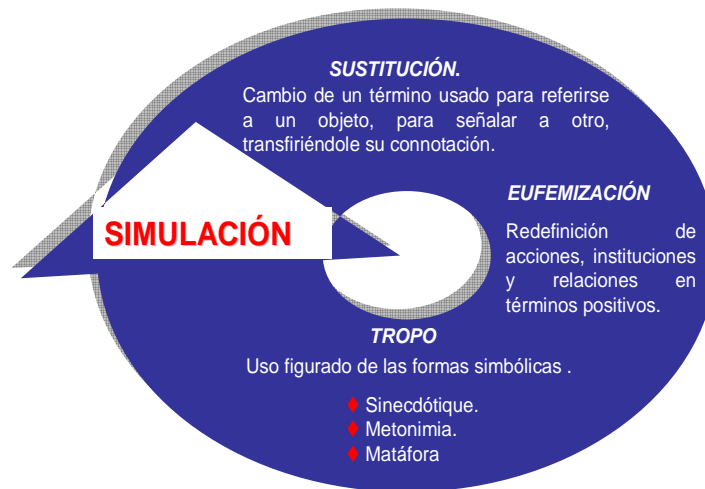 SUSTITUCIÓN.
Cambio de un término usado para referirse
a un objeto, para señalar a otro,
transfiriéndole su connotación.
EUFEMIZACIÓN
Redefinición de
acciones, instituciones
y relaciones en
términos positivos.
SIMULACIÓN
TROPO
Uso figurado de las formas simbólicas .
Sinecdótique.
Metonimia.
Matáfora